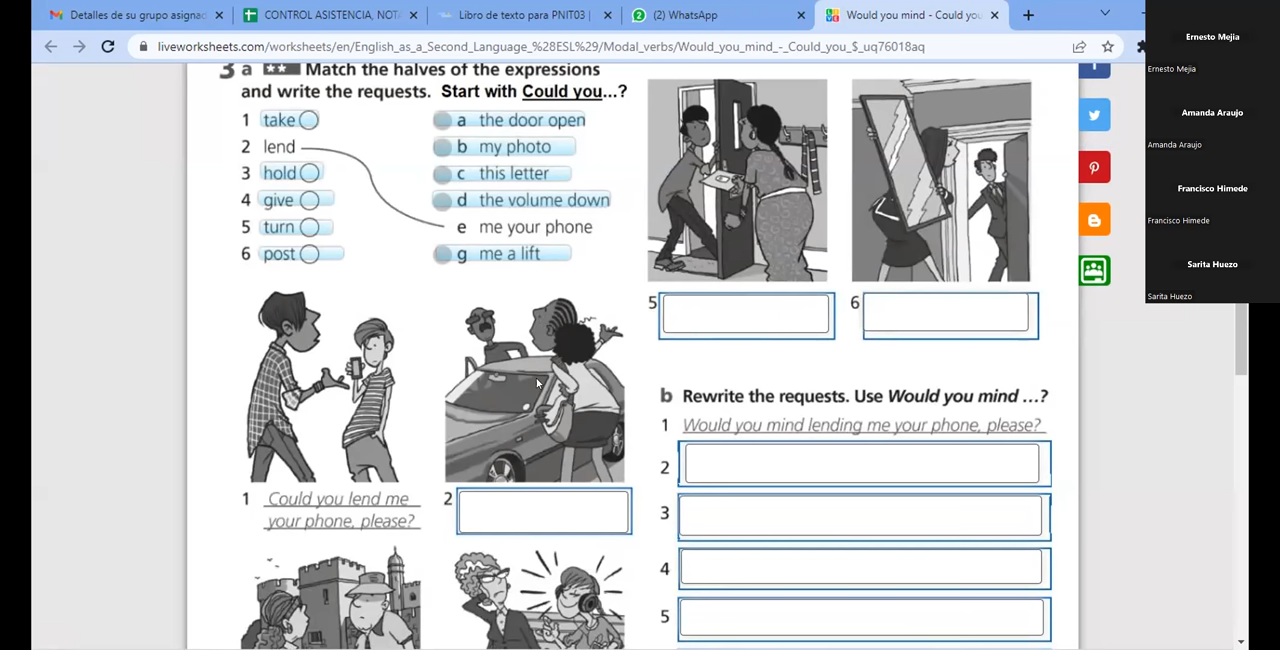 Detalles de su grupo asignad
CONTROL ASISTENCIA, NOTA
Libro de texto para PNIT03 |
(2) WhatsApp
Would you mind - Could you
liveworksheets.com/worksheets/en/English_as_a_Second_Language_%28ESL%29/Modal_verbs/Would_you_mind_-_Could_you_$_uq76018aq
Ernesto Mejia
Ernesto Mejia
Amanda Araujo
Amanda Araujo
Francisco Himede
Francisco Himede
Sarita Huezo
Sarita Huezo
3 a ★★ Match the halves of the expressions
and write the requests. Start with Could you...?
1 take
2 lend
3 hold
4 give
5 turn
6 post
a the door open
b my photo
c this letter
d the volume down
e me your phone
g me a lift
1 Could you lend me
your phone, please?
2
5
6
b Rewrite the requests. Use Would you mind ...?
1 Would you mind lending me your phone, please?
2
3
4
5